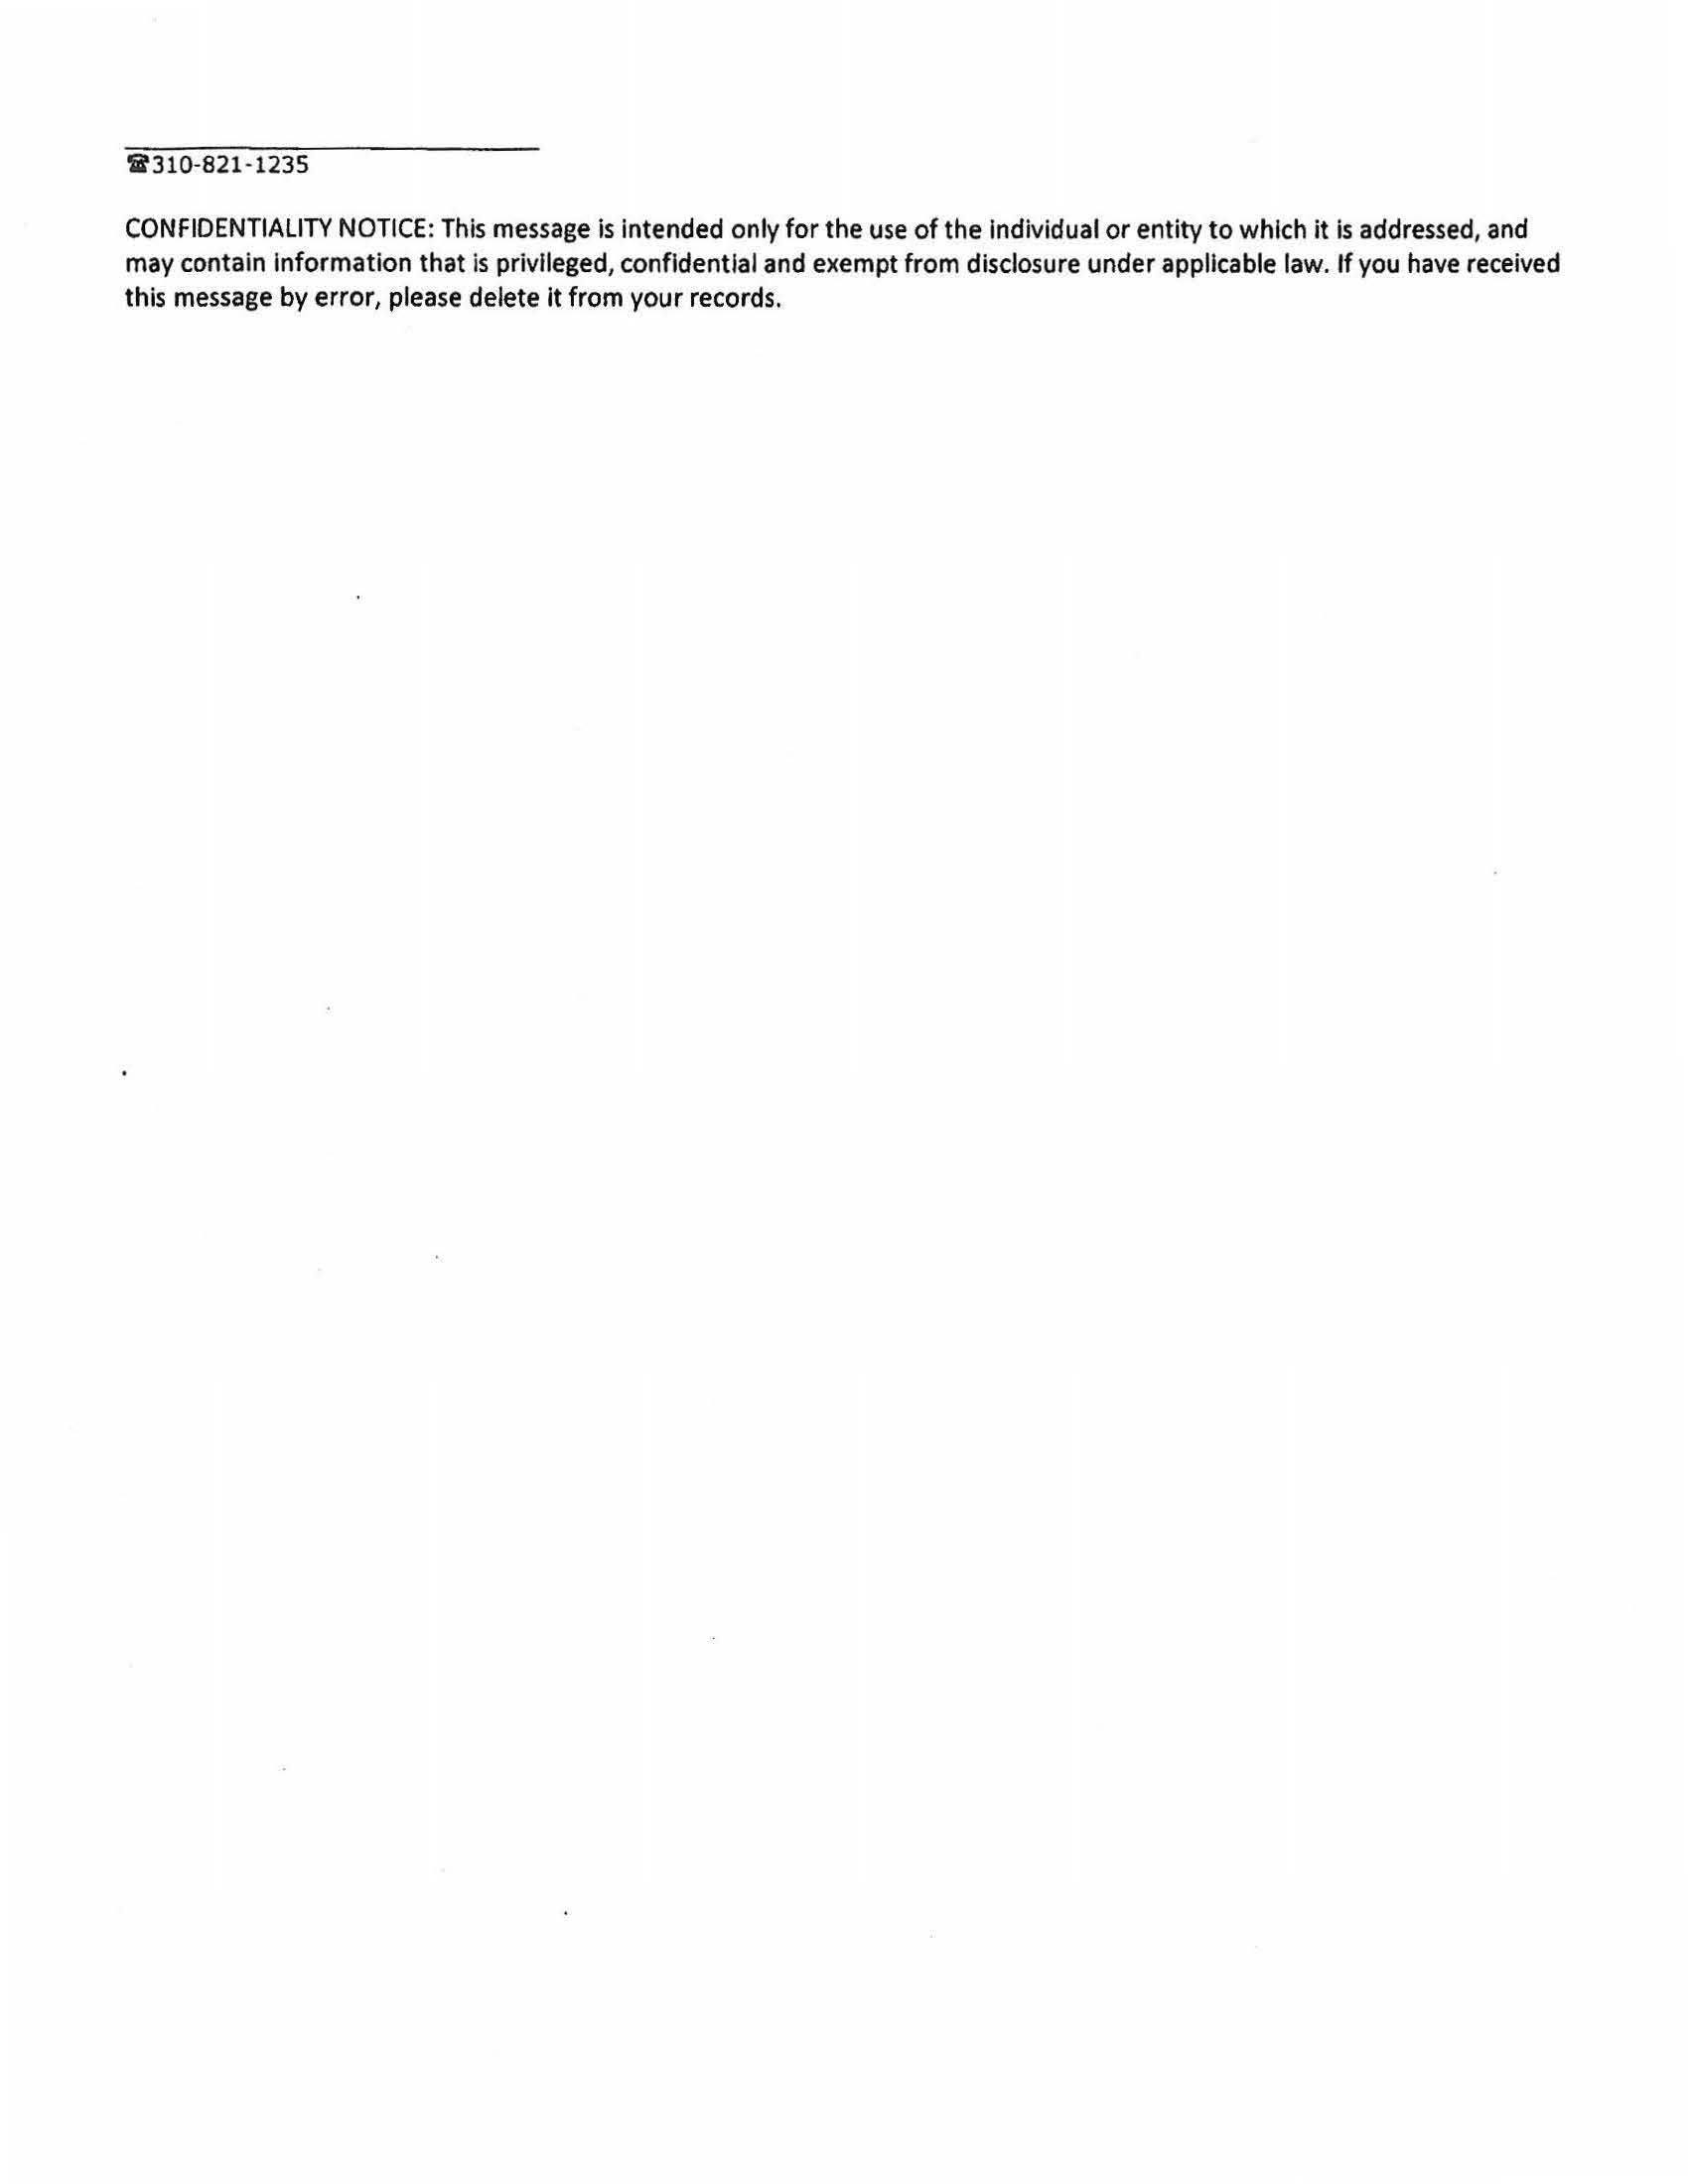 ☎310-821-1235
CONFIDENTIALITY NOTICE: This message is intended only for the use of the individual or entity to which it is addressed, and
may contain information that is privileged, confidential and exempt from disclosure under applicable law. If you have received
this message by error, please delete it from your records.